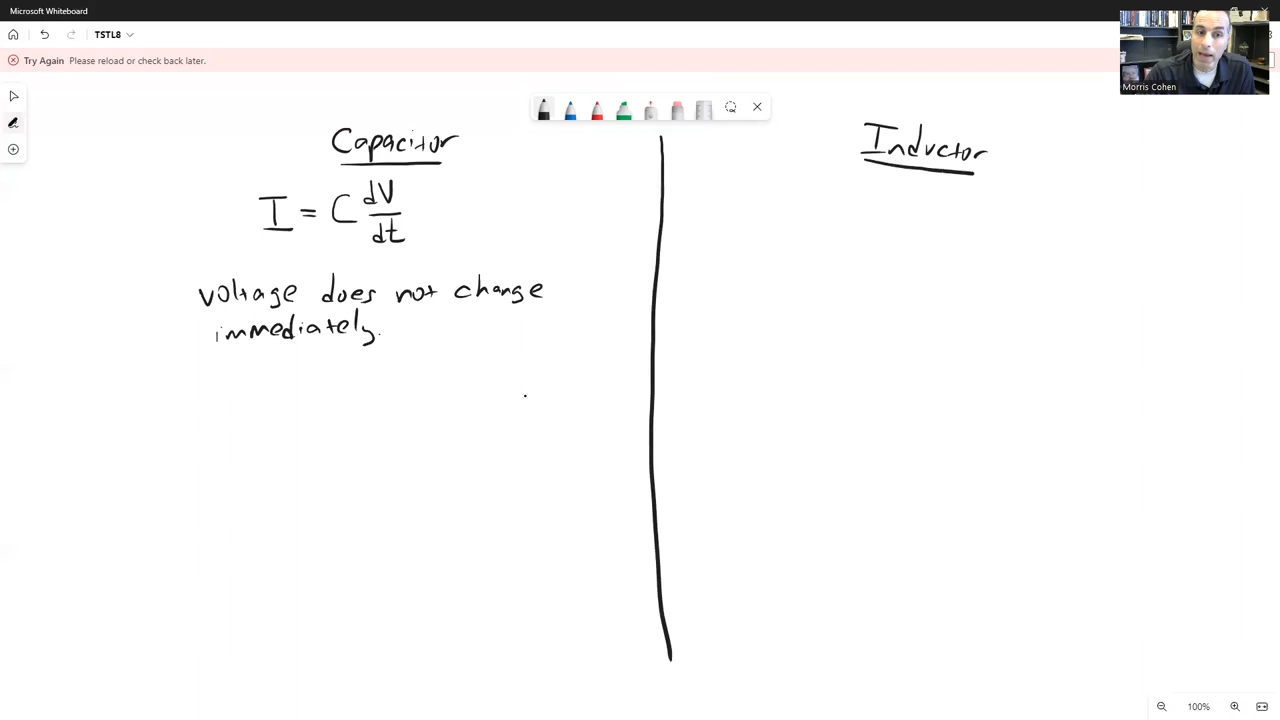 Microsoft Whiteboard
TSTL8
Try Again Please reload or check back later.
Morris Cohen
Capacitor
Inductor
I = C dV/dt
voltage does not change
immediately.
100%